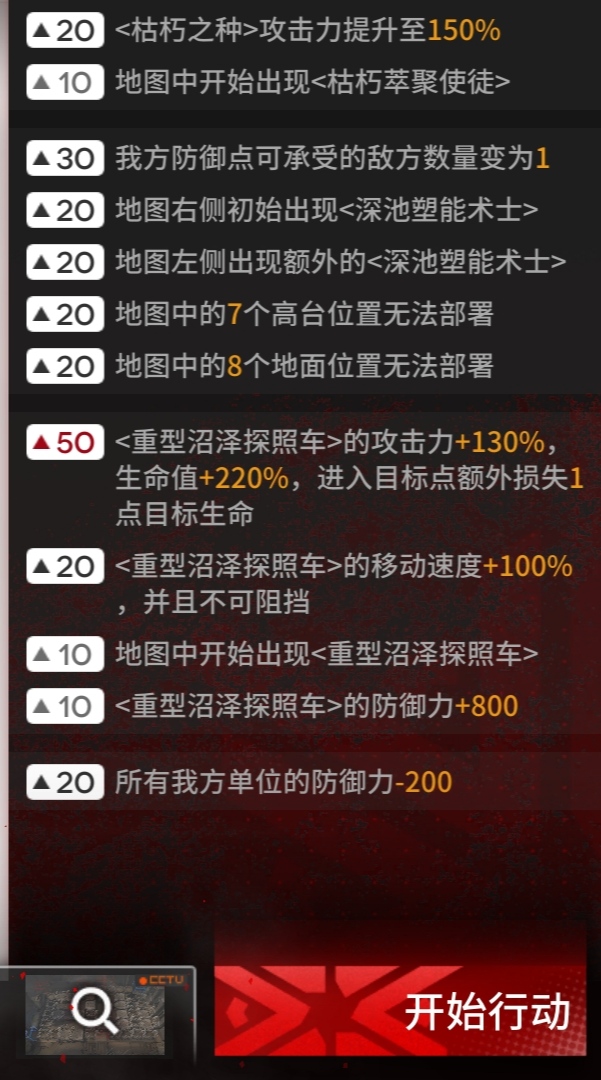 ▲20 <枯朽之种>攻击力提升至150%
▲10 地图中开始出现<枯朽萃聚使徒>
▲30 我方防御点可承受的敌方数量变为1
▲20 地图右侧初始出现<深池塑能术士>
▲20 地图左侧出现额外的<深池塑能术士>
▲20 地图中的7个高台位置无法部署
▲20 地图中的8个地面位置无法部署
▲50 <重型沼泽探照车>的攻击力+130%，
生命值+220%，进入目标点额外损失1
点目标生命
▲20 <重型沼泽探照车>的移动速度+100%
，并且不可阻挡
▲10 地图中开始出现<重型沼泽探照车>
▲10 <重型沼泽探照车>的防御力+800
▲20 所有我方单位的防御力-200
CCTV
开始行动